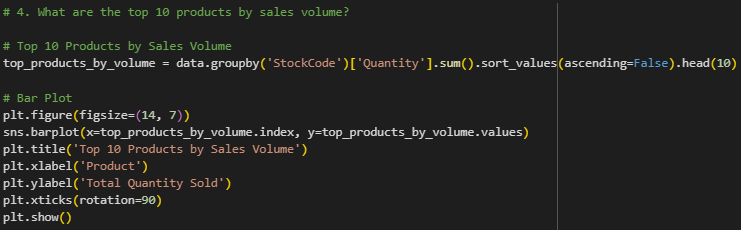 # 4. What are the top 10 products by sales volume?
# Top 10 Products by Sales Volume
top_products_by_volume = data.groupby('StockCode')['Quantity'].sum().sort_values(ascending=False).head(10)
# Bar Plot
plt.figure(figsize=(14, 7))
sns.barplot(x=top_products_by_volume.index, y=top_products_by_volume.values)
plt.title('Top 10 Products by Sales Volume')
plt.xlabel('Product')
plt.ylabel('Total Quantity Sold')
plt.xticks(rotation=90)
plt.show()